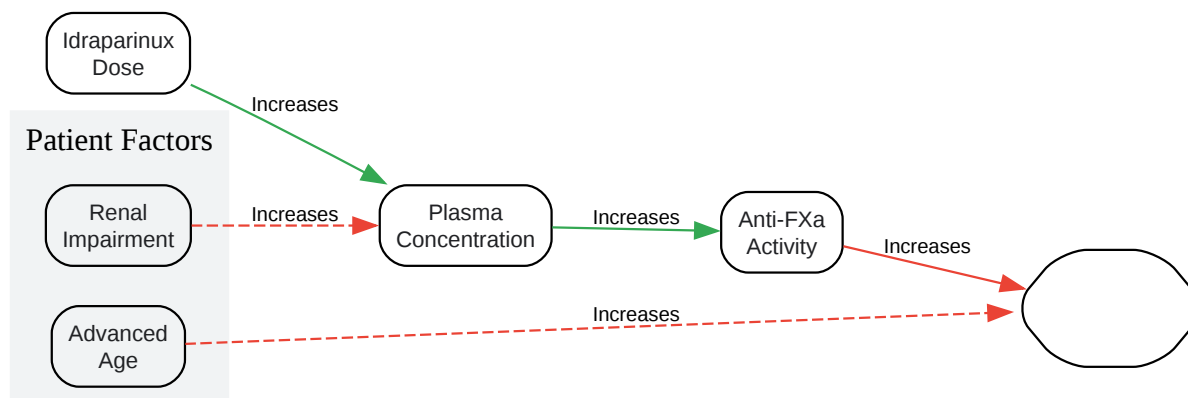 Idraparinux
Dose
Increases
Patient Factors
Renal
Impairment
Increases
Plasma
Concentration
Increases
Anti-FXa
Activity
Increases
Advanced
Age
Increases